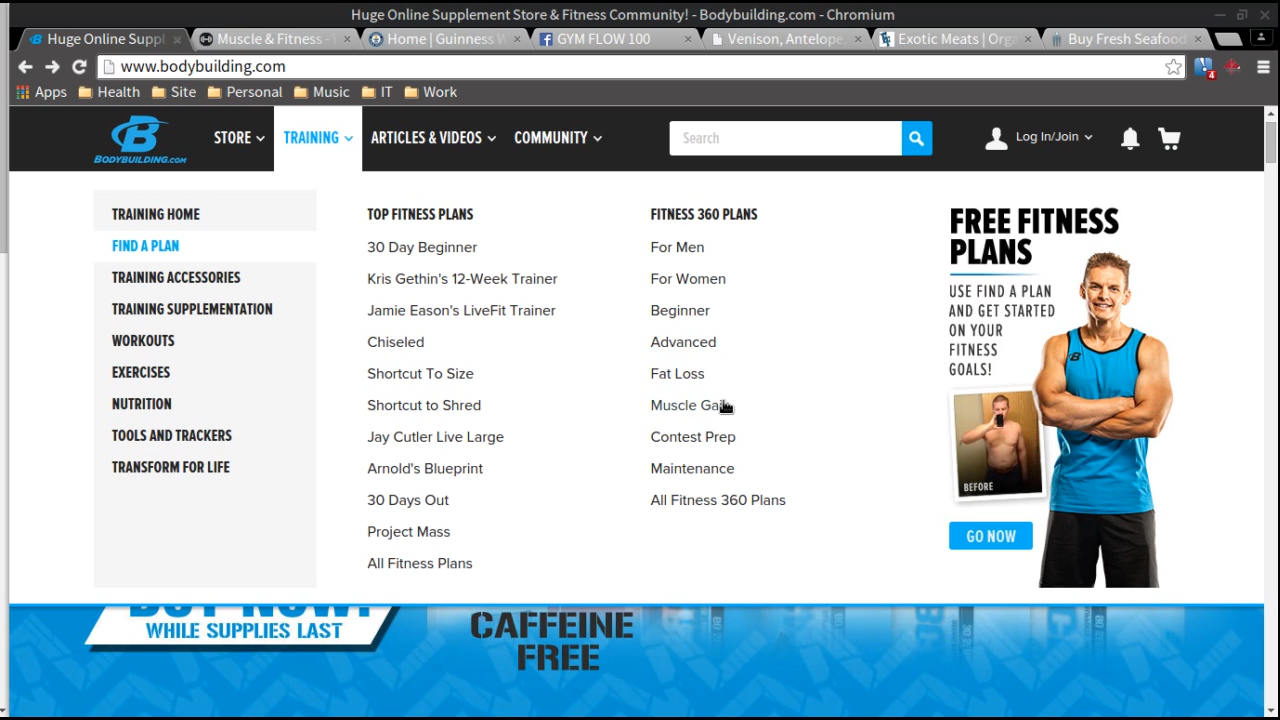 Huge Online Supplement Store & Fitness Community! - Bodybuilding.com - Chromium
Huge Online Suppl
Muscle & Fitness -
Home | Guinness W
GYM FLOW 100
Venison, Antelope,
Exotic Meats | Org
Buy Fresh Seafood
www.bodybuilding.com
4
Apps Health Site Personal Music IT Work
B
BODYBUILDING.COM
STORE TRAINING ARTICLES & VIDEOS COMMUNITY
Search
Log In/Join
TRAINING HOME
FIND A PLAN
TRAINING ACCESSORIES
TRAINING SUPPLEMENTATION
WORKOUTS
EXERCISES
NUTRITION
TOOLS AND TRACKERS
TRANSFORM FOR LIFE
TOP FITNESS PLANS
30 Day Beginner
Kris Gethin's 12-Week Trainer
Jamie Eason's LiveFit Trainer
Chiseled
Shortcut To Size
Shortcut to Shred
Jay Cutler Live Large
Arnold's Blueprint
30 Days Out
Project Mass
All Fitness Plans
FITNESS 360 PLANS
For Men
For Women
Beginner
Advanced
Fat Loss
Muscle Gain
Contest Prep
Maintenance
All Fitness 360 Plans
FREE FITNESS
PLANS
USE FIND A PLAN
AND GET STARTED
ON YOUR
FITNESS
GOALS!
BEFORE
GO NOW
BUY NOW!
WHILE SUPPLIES LAST
CAFFEINE
FREE